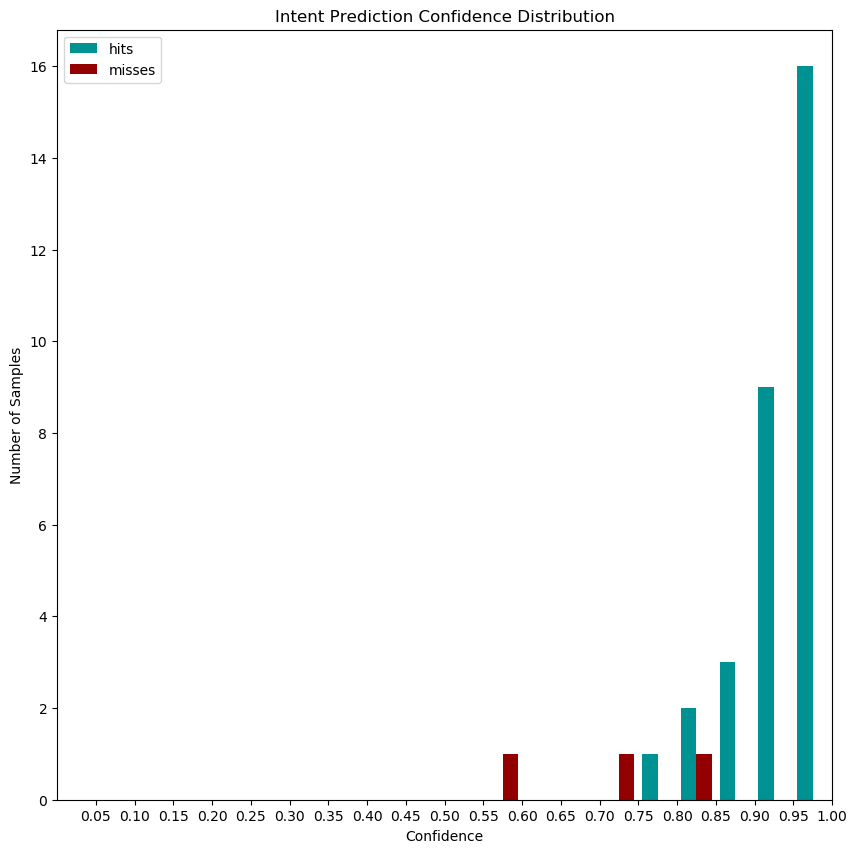 Intent Prediction Confidence Distribution
hits
misses
16
14
12
10
8
6
4
2
0
Number of Samples
0.05 0.10 0.15 0.20 0.25 0.30 0.35 0.40 0.45 0.50 0.55 0.60 0.65 0.70 0.75 0.80 0.85 0.90 0.95 1.00
Confidence